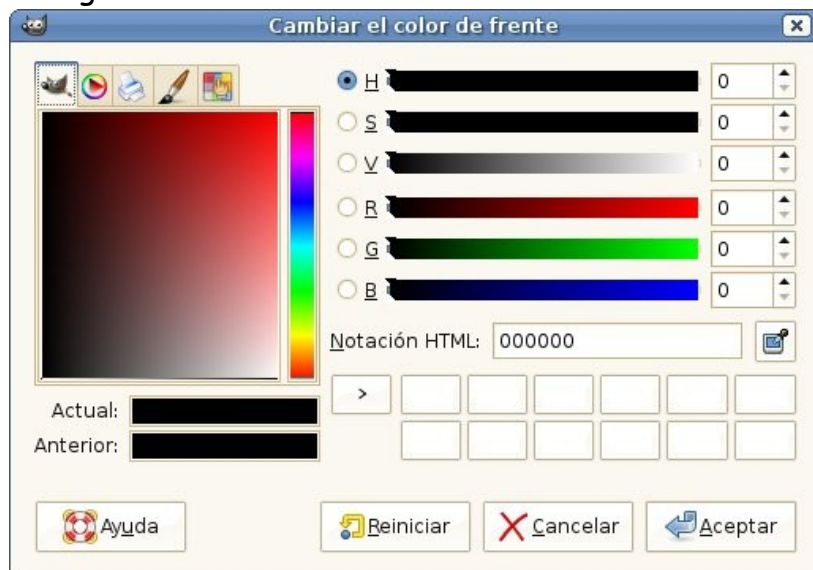 Cambiar el color de frente
H 0
S 0
V 0
R 0
G 0
B 0
Notación HTML: 000000
>
Actual:
Anterior:
Ayuda
Reiniciar
Cancelar
Aceptar